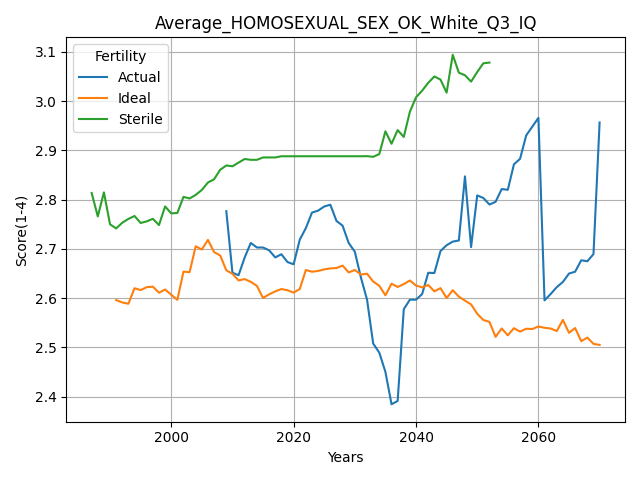 Average_HOMOSEXUAL_SEX_OK_White_Q3_IQ
Fertility
Actual
Ideal
Sterile
Score(1-4)
3.1
3.0
2.9
2.8
2.7
2.6
2.5
2.4
2000
2020
2040
2060
Years